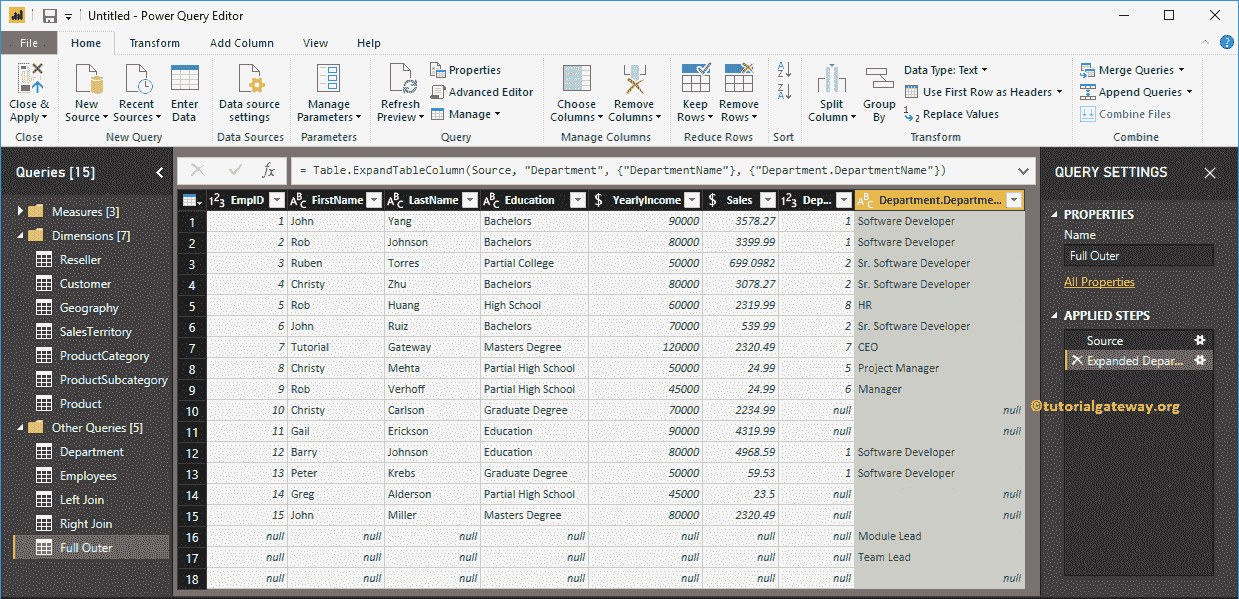 Untitled - Power Query Editor
File Home Transform Add Column View Help
Close & Apply
New Source
Recent Sources
Enter Data
Data source settings
Manage Parameters
Refresh Preview
Properties
Advanced Editor
Manage
Choose Columns
Remove Columns
Keep Rows
Remove Rows
Split Column
Group By
Data Type: Text
Use First Row as Headers
Replace Values
Merge Queries
Append Queries
Combine Files
Close New Query Data Sources Parameters Query Manage Columns Reduce Rows Sort Transform Combine
Queries [15]
Measures [3]
Dimensions [7]
Reseller
Customer
Geography
SalesTerritory
ProductCategory
ProductSubcategory
Product
Other Queries [5]
Department
Employees
Left Join
Right Join
Full Outer
= Table.ExpandTableColumn(Source, "Department", {"DepartmentName"}, {"Department.DepartmentName"})
EmpID FirstName LastName Education YearlyIncome Sales Dep... Department.Departme...
1 1 John Yang Bachelors 90000 3578.27 1 Software Developer
2 2 Rob Johnson Bachelors 80000 3399.99 1 Software Developer
3 3 Ruben Torres Partial College 50000 699.0982 2 Sr. Software Developer
4 4 Christy Zhu Bachelors 80000 3078.27 2 Sr. Software Developer
5 5 Rob Huang High School 60000 2319.99 8 HR
6 6 John Ruiz Bachelors 70000 539.99 2 Sr. Software Developer
7 7 Tutorial Gateway Masters Degree 120000 2320.49 7 CEO
8 8 Christy Mehta Partial High School 50000 24.99 5 Project Manager
9 9 Rob Verhoff Partial High School 45000 24.99 6 Manager
10 10 Christy Carlson Graduate Degree 70000 2234.99 null null
11 11 Gail Erickson Education 90000 4319.99 null null
12 12 Barry Johnson Education 80000 4968.59 1 Software Developer
13 13 Peter Krebs Graduate Degree 50000 59.53 1 Software Developer
14 14 Greg Alderson Partial High School 45000 23.5 null null
15 15 John Miller Masters Degree 80000 2320.49 null null
16 null null null null null null null Module Lead
17 null null null null null null null Team Lead
18 null null null null null null null null
QUERY SETTINGS
PROPERTIES
Name
Full Outer
All Properties
APPLIED STEPS
Source
Expanded Depar...
©tutorialgateway.org